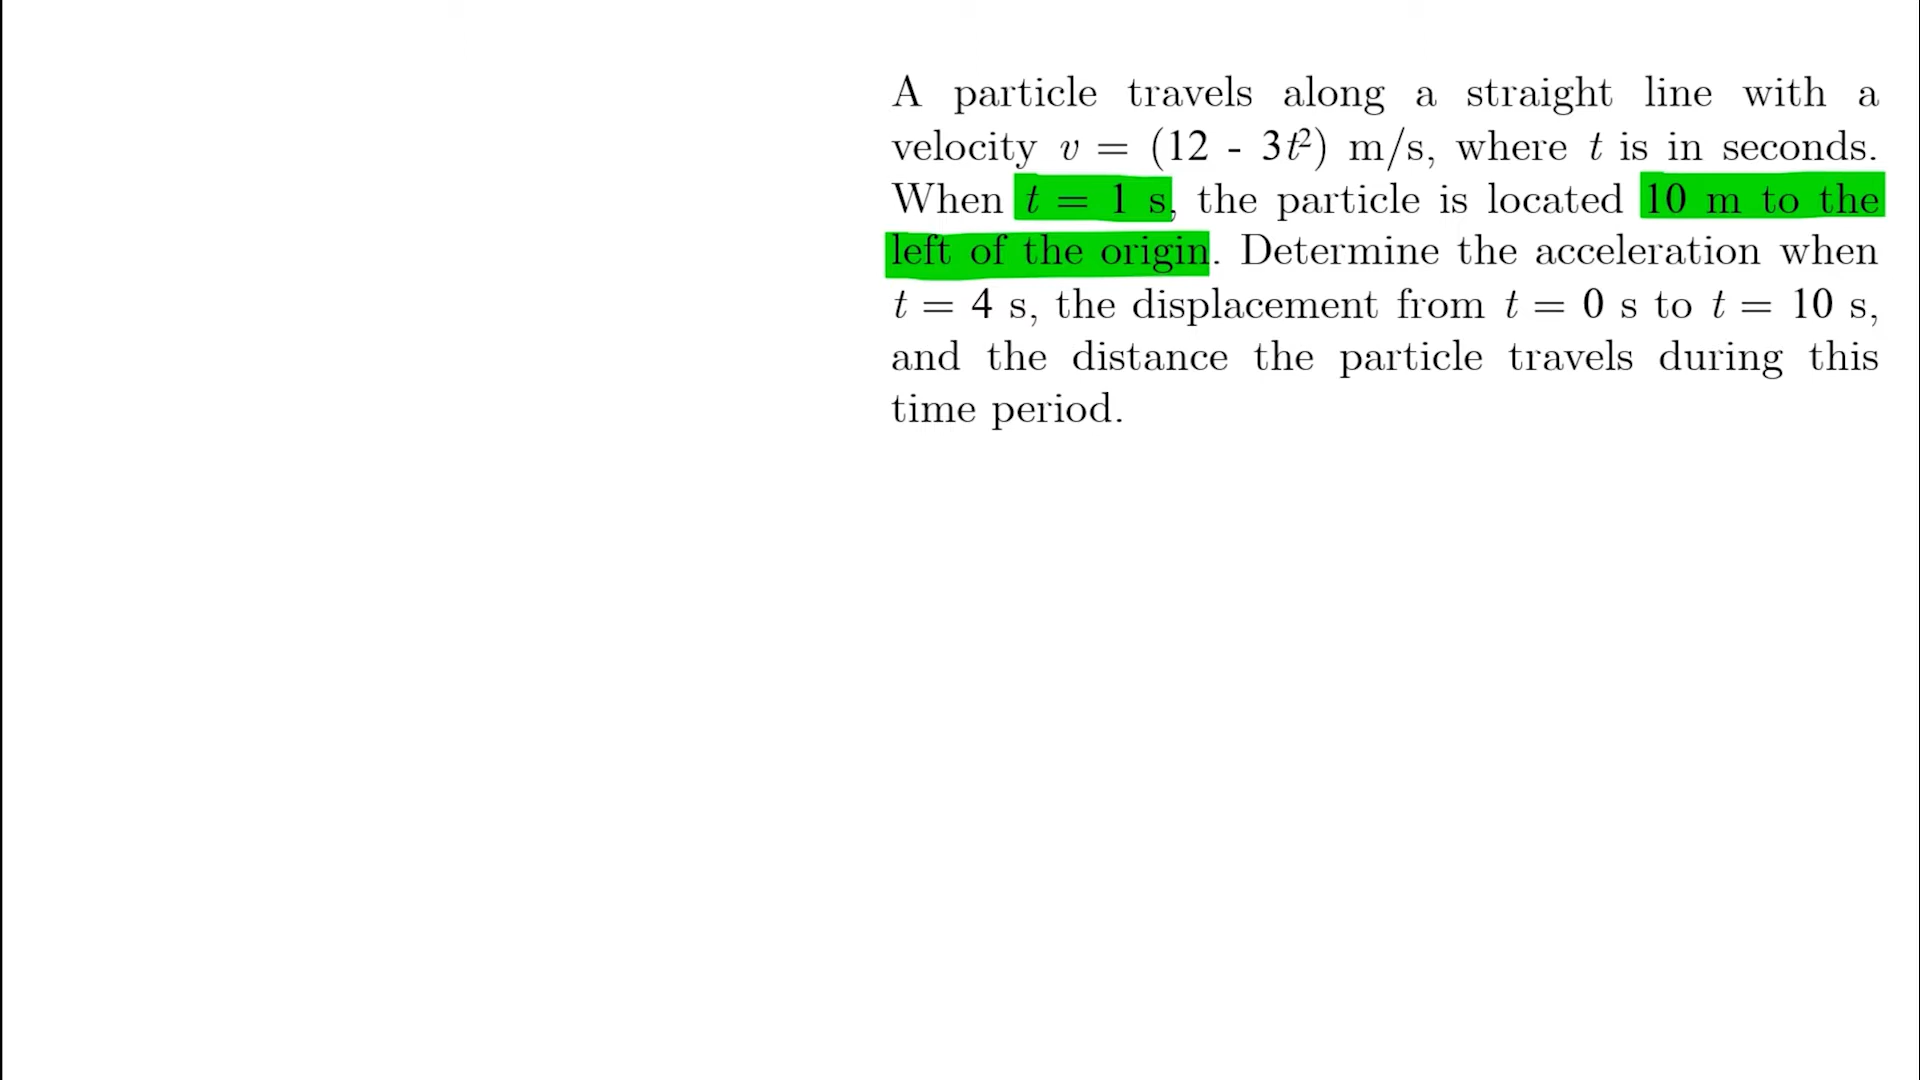 A particle travels along a straight line with a
velocity v = (12 - 3t²) m/s, where t is in seconds.
When t = 1 s, the particle is located 10 m to the
left of the origin. Determine the acceleration when
t = 4 s, the displacement from t = 0 s to t = 10 s,
and the distance the particle travels during this
time period.